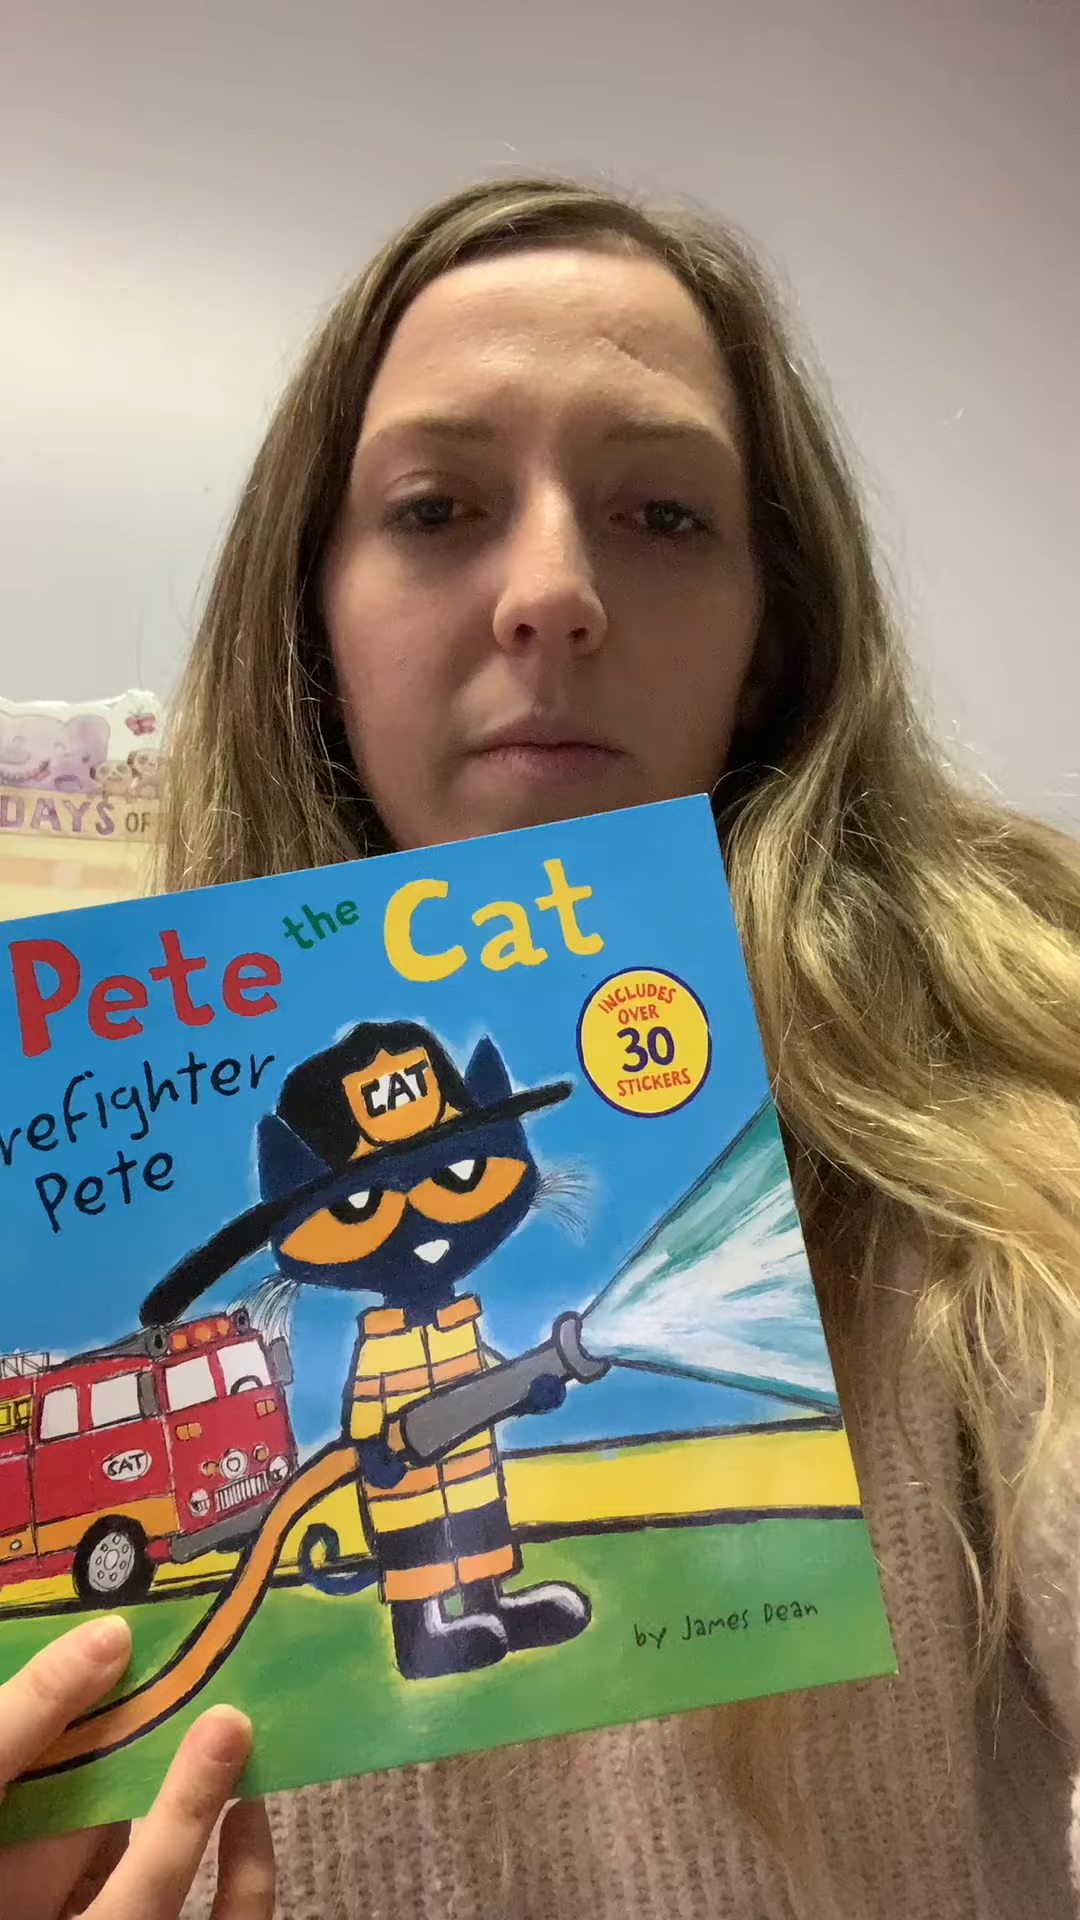 DAYS OF
Pete the Cat
refighter
Pete
INCLUDES
OVER
30
STICKERS
CAT
CAT
by James Dean